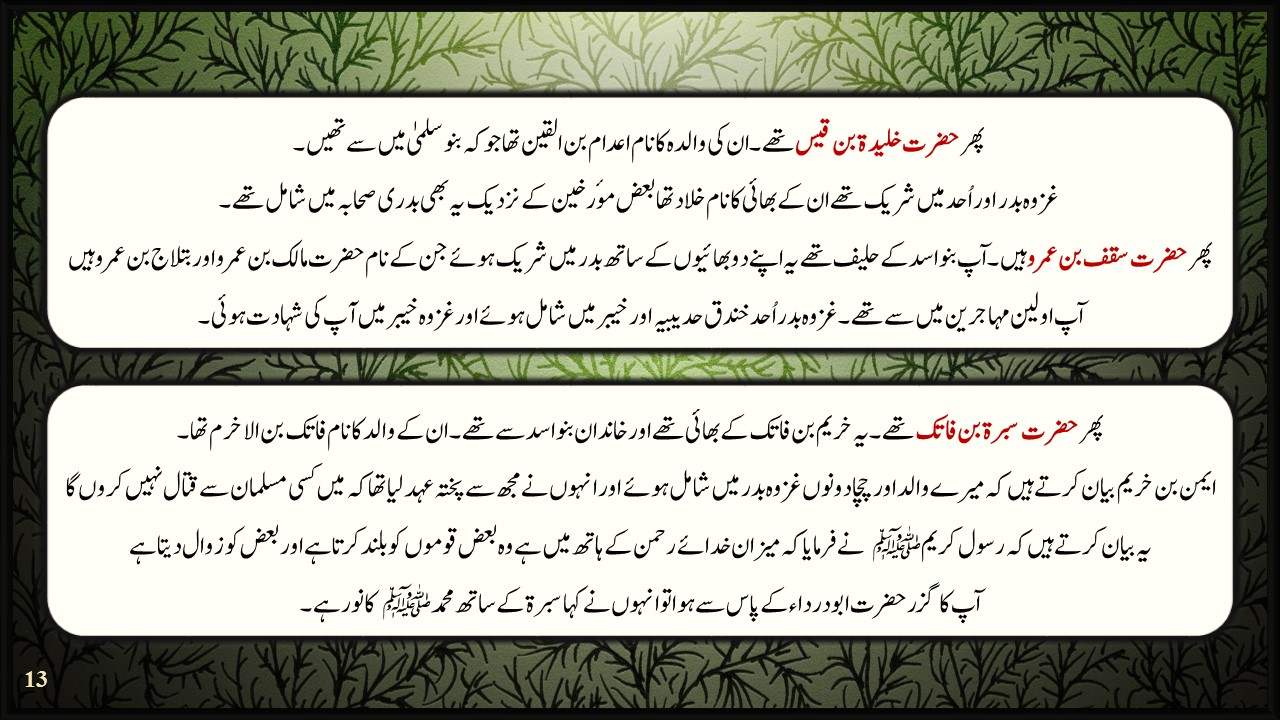 پھر حضرت خلیدۃ بن قیس تھے۔ ان کی والدہ کا نام اعدام بن القین تھا جو کہ بنو سلمیٰ میں سے تھیں۔
غزوہ بدر اور اُحد میں شریک تھے ان کے بھائی کا نام خلاد تھا بعض مؤرخین کے نزدیک یہ بھی بدری صحابہ میں شامل تھے۔
پھر حضرت سقف بن عمرو ہیں۔ آپ بنو اسد کے حلیف تھے یہ اپنے دو بھائیوں کے ساتھ بدر میں شریک ہوئے جن کے نام حضرت مالک بن عمرو اور بتلاج بن عمرو ہیں
آپ اولین مہاجرین میں سے تھے۔ غزوہ بدر اُحد خندق حدیبیہ اور خیبر میں شامل ہوئے اور غزوہ خیبر میں آپ کی شہادت ہوئی۔
پھر حضرت سبرۃ بن فاتک تھے۔ یہ خریم بن فاتک کے بھائی تھے اور خاندان بنو اسد سے تھے۔ ان کے والد کا نام فاتک بن الاخرم تھا۔
ایمن بن خریم بیان کرتے ہیں کہ میرے والد اور چچا دونوں غزوہ بدر میں شامل ہوئے اور انہوں نے مجھ سے پختہ عہد لیا تھا کہ میں کسی مسلمان سے قتال نہیں کروں گا
یہ بیان کرتے ہیں کہ رسول کریم ﷺ نے فرمایا کہ میزان خدائے رحمن کے ہاتھ میں ہے وہ بعض قوموں کو بلند کرتا ہے اور بعض کو زوال دیتا ہے
آپ کا گزر حضرت ابودرداء کے پاس سے ہوا تو انہوں نے کہا سبرۃ کے ساتھ محمد ﷺ کا نور ہے۔
13